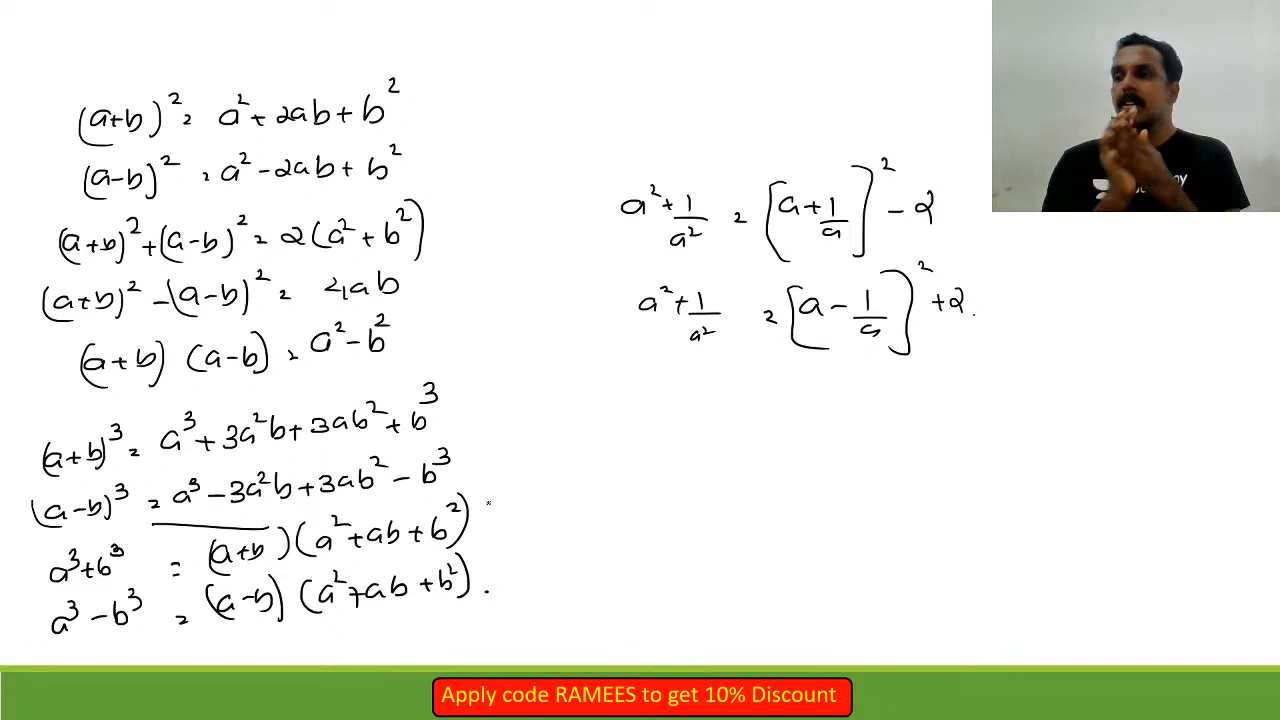 (a+b)² = a² + 2ab + b²
(a-b)² = a² - 2ab + b²
(a+b)² + (a-b)² = 2(a² + b²)
(a+b)² - (a-b)² = 4ab
(a+b) (a-b) = a² - b²
(a+b)³ = a³ + 3a²b + 3ab² + b³
(a-b)³ = a³ - 3a²b + 3ab² - b³
a³+b³ = (a+b)(a² + ab + b²)
a³ - b³ = (a-b)(a² + ab + b²).
a² + 1/a² = [a + 1/a]² - 2
a² + 1/a² = [a - 1/a]² + 2.
Apply code RAMEES to get 10% Discount